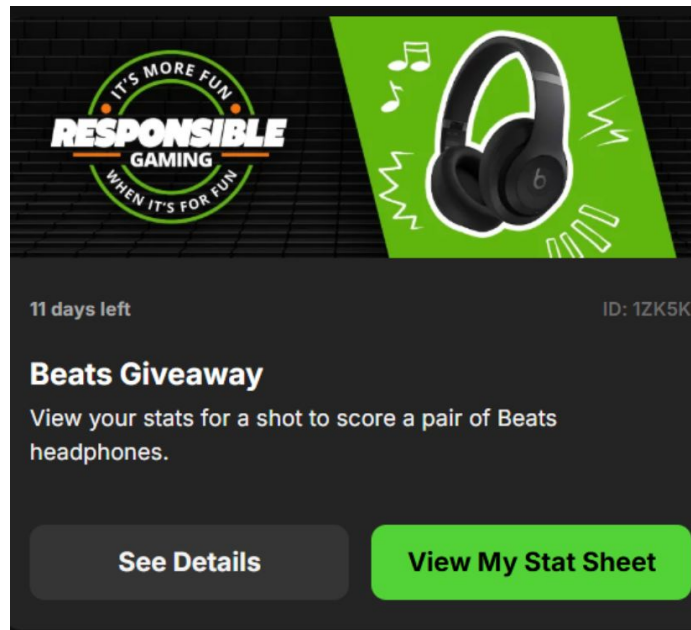 IT'S MORE FUN
RESPONSIBLE
GAMING
WHEN IT'S FOR FUN
b
11 days left
ID: 1ZK5K
Beats Giveaway
View your stats for a shot to score a pair of Beats
headphones.
See Details
View My Stat Sheet